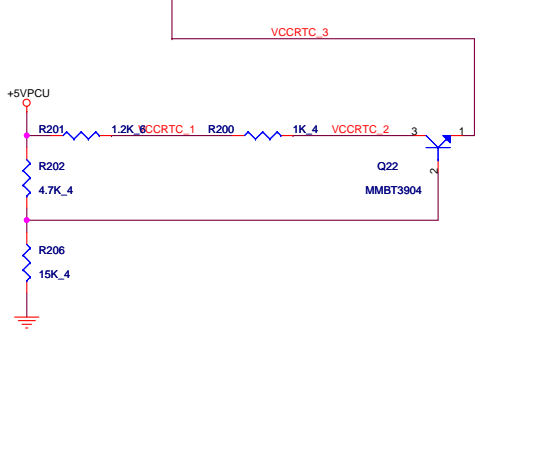 VCCRTC_3
+5VPCU
R201 1.2K_6 VCCRTC_1 R200 1K_4 VCCRTC_2 3 1
R202 Q22 2
4.7K_4 MMBT3904
R206
15K_4